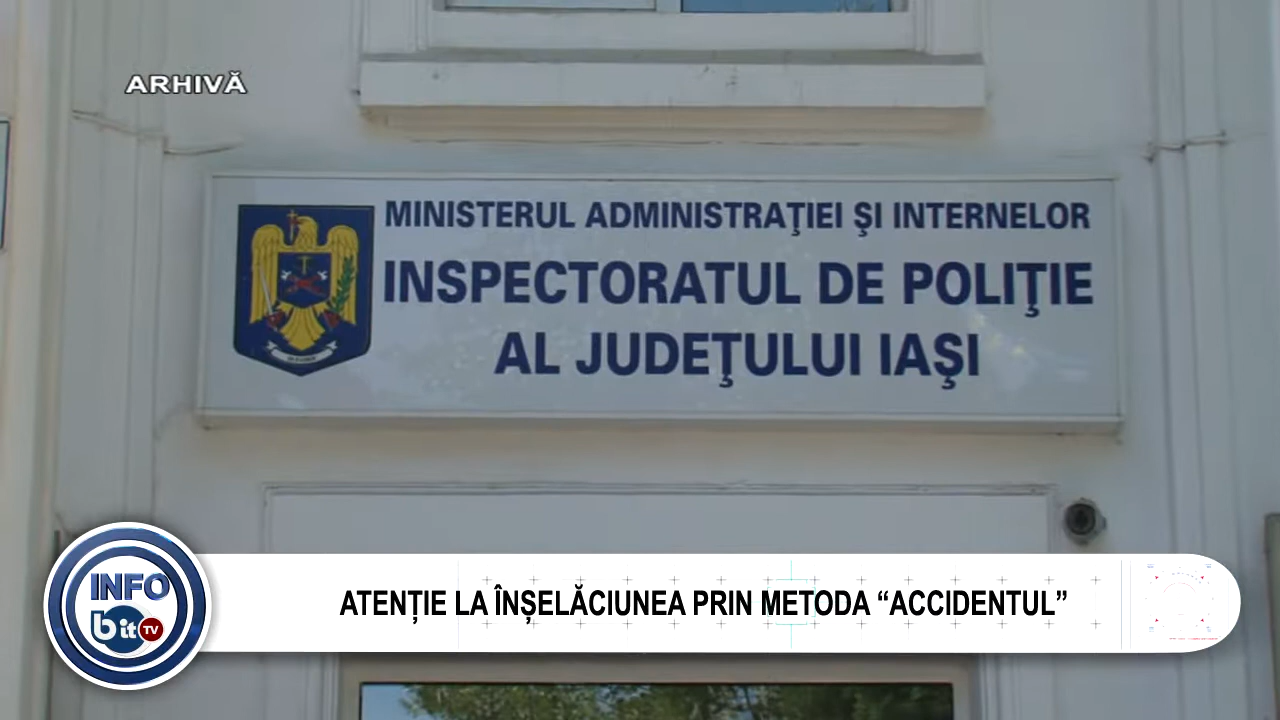 ARHIVĂ
MINISTERUL ADMINISTRAŢIEI ŞI INTERNELOR
INSPECTORATUL DE POLIŢIE
AL JUDEŢULUI IAŞI
INFO
bit TV
ATENȚIE LA ÎNȘELĂCIUNEA PRIN METODA “ACCIDENTUL”